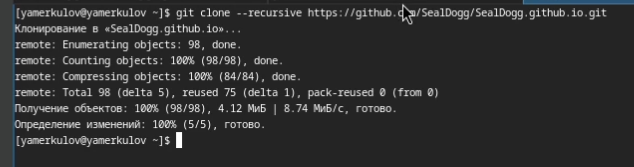 [yamerkulov@yamerkulov ~]$ git clone --recursive https://github.com/SealDogg/SealDogg.github.io.git
Клонирование в «SealDogg.github.io»...
remote: Enumerating objects: 98, done.
remote: Counting objects: 100% (98/98), done.
remote: Compressing objects: 100% (84/84), done.
remote: Total 98 (delta 5), reused 75 (delta 1), pack-reused 0 (from 0)
Получение объектов: 100% (98/98), 4.12 МиБ | 8.74 МиБ/с, готово.
Определение изменений: 100% (5/5), готово.
[yamerkulov@yamerkulov ~]$